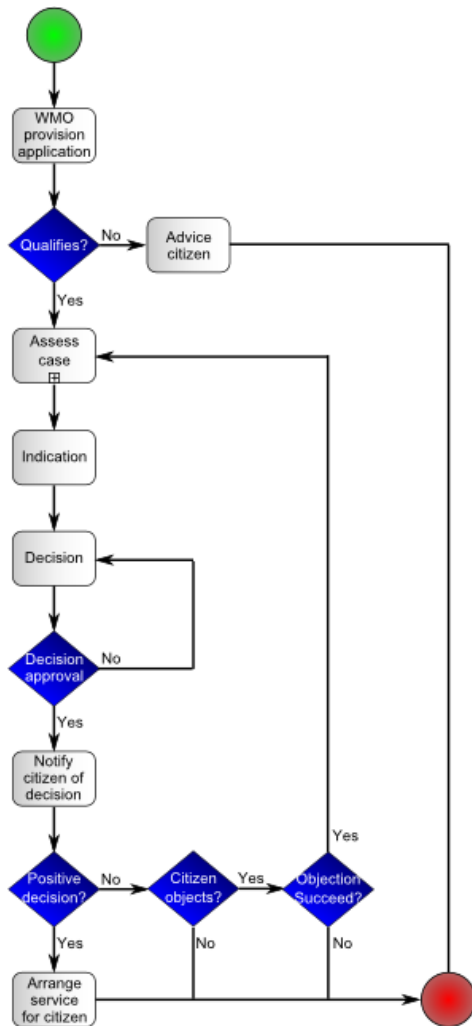 WMO
provision
application
Qualifies?
No
Advice
citizen
Yes
Assess
case
Indication
Decision
Decision
approval
No
Yes
Notify
citizen of
decision
Yes
Positive
decision?
No
Citizen
objects?
Yes
Objection
Succeed?
Yes
No
No
Arrange
service
for citizen